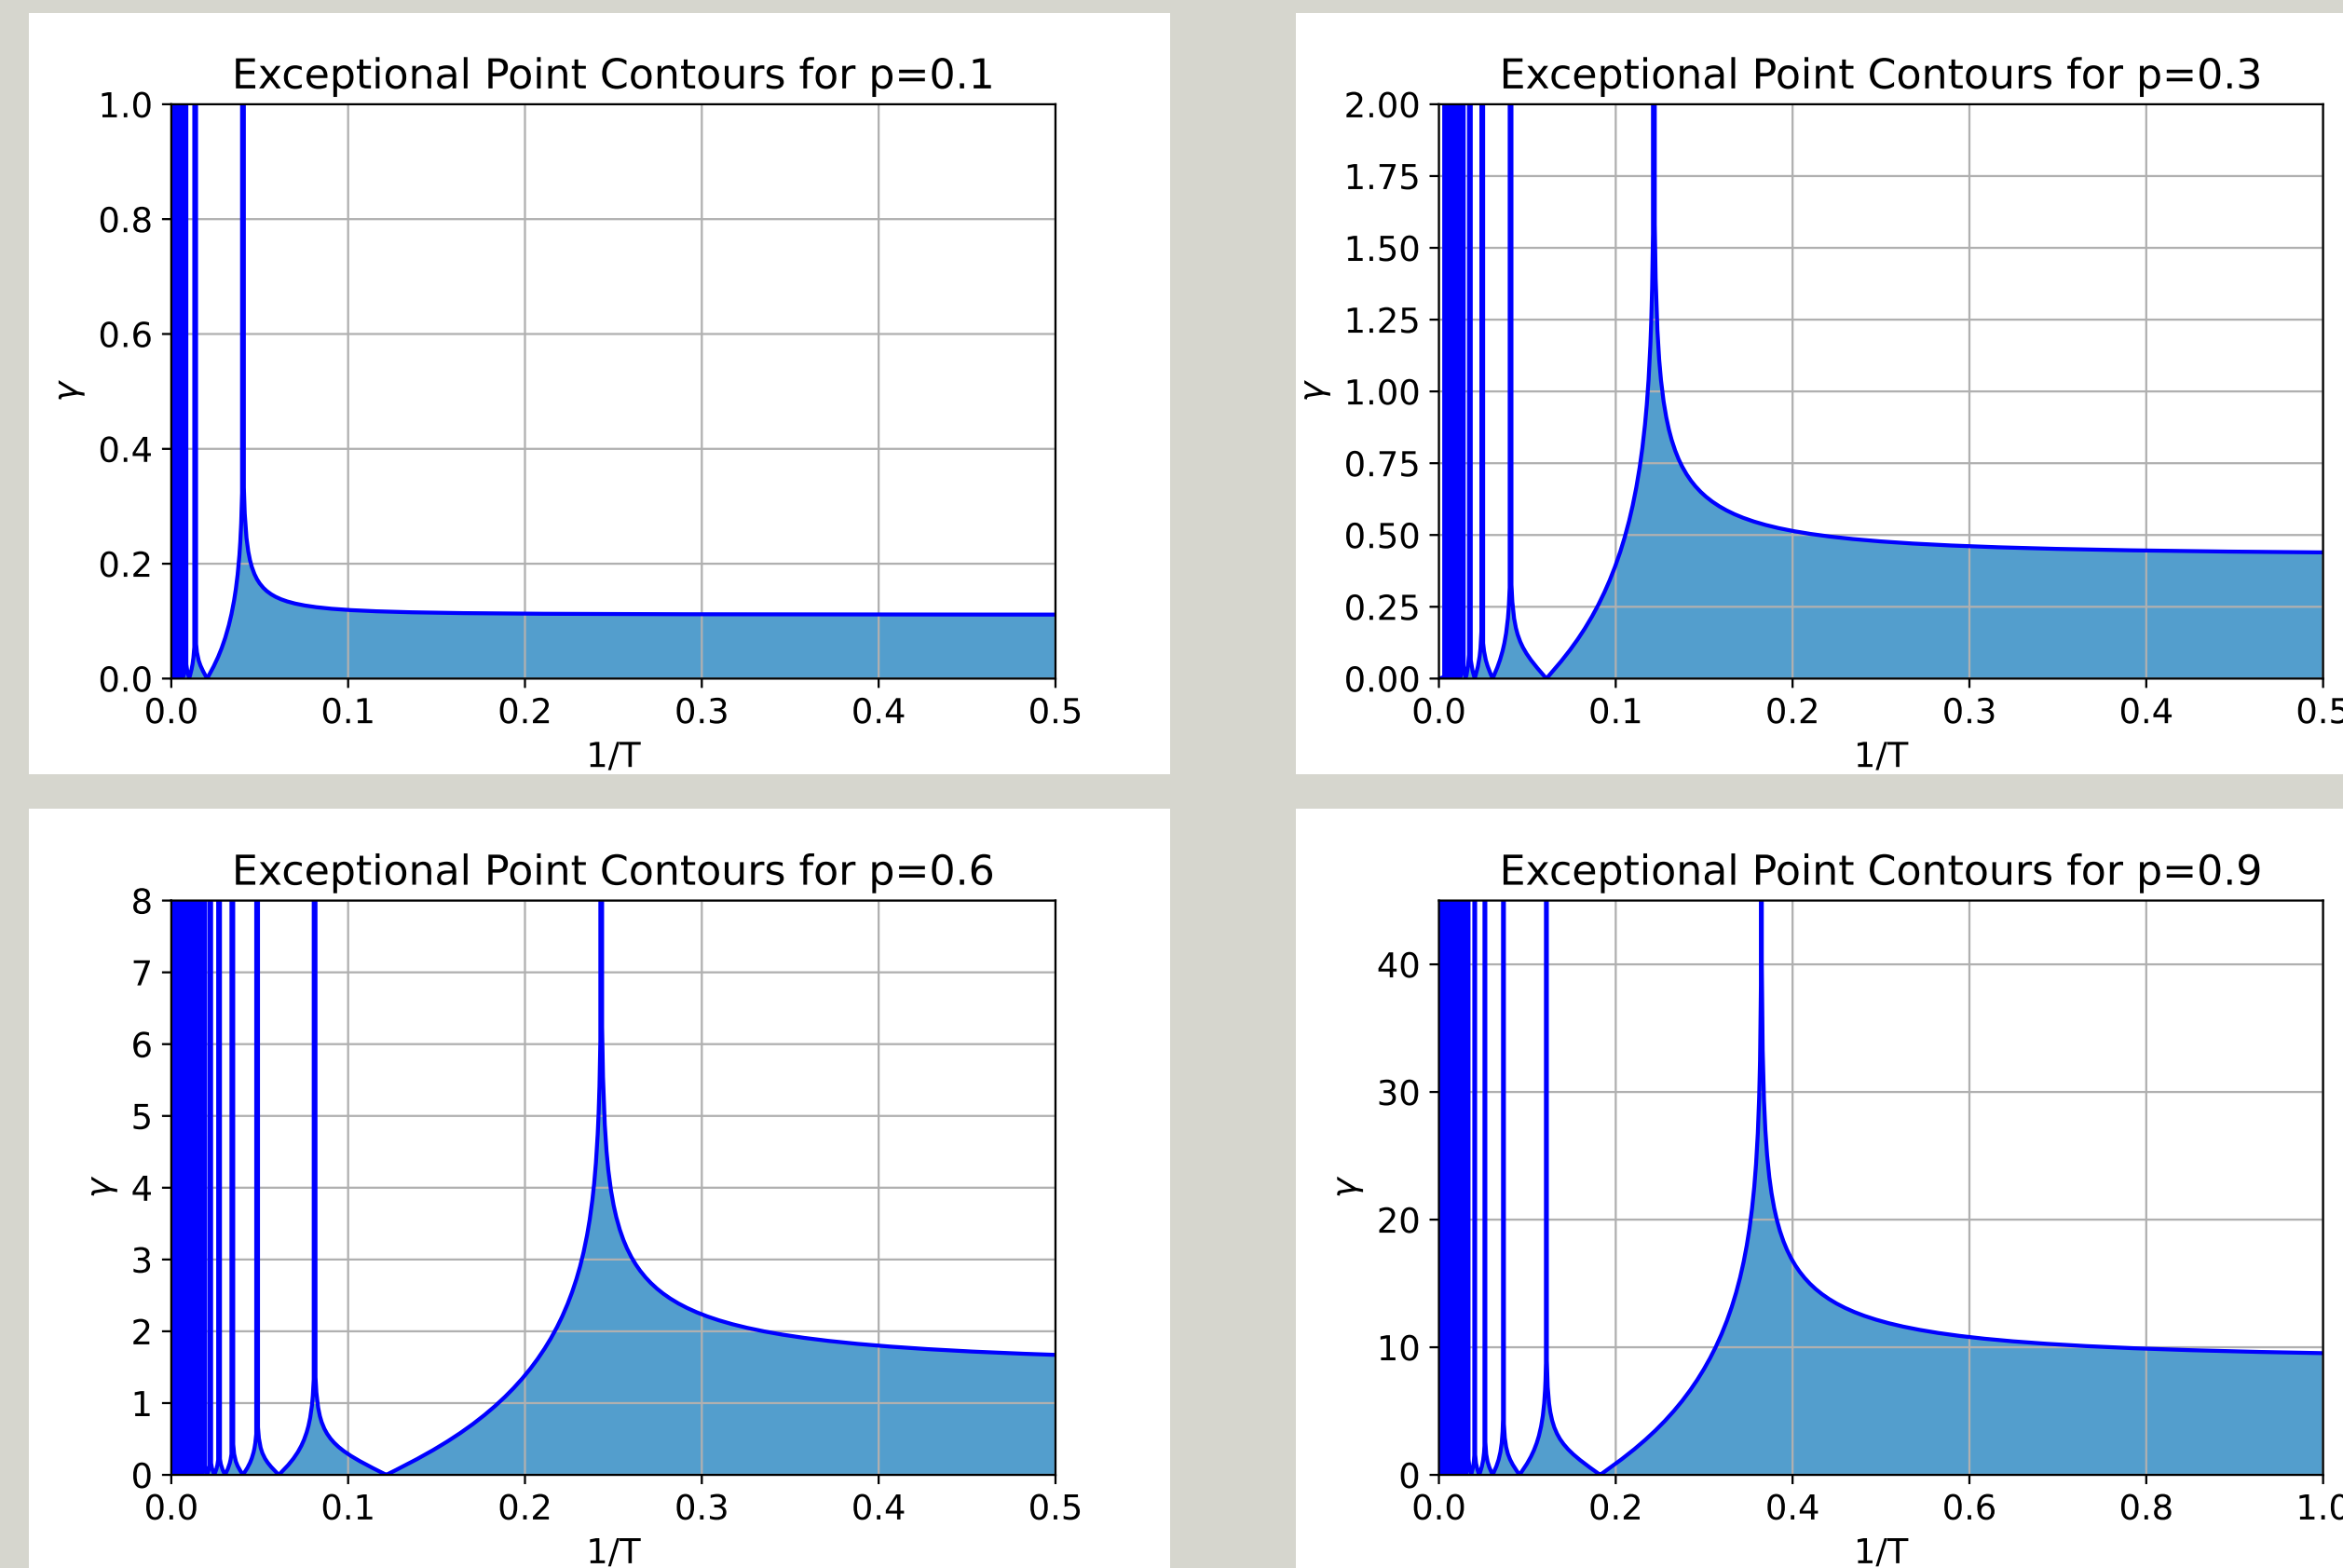 Exceptional Point Contours for p=0.1
1.0
0.8
0.6
0.4
0.2
0.0
γ
0.0 0.1 0.2 0.3 0.4 0.5
1/T
Exceptional Point Contours for p=0.3
2.00
1.75
1.50
1.25
1.00
0.75
0.50
0.25
0.00
γ
0.0 0.1 0.2 0.3 0.4 0.5
1/T
Exceptional Point Contours for p=0.6
8
7
6
5
4
3
2
1
0
γ
0.0 0.1 0.2 0.3 0.4 0.5
1/T
Exceptional Point Contours for p=0.9
40
30
20
10
0
γ
0.0 0.2 0.4 0.6 0.8 1.0
1/T